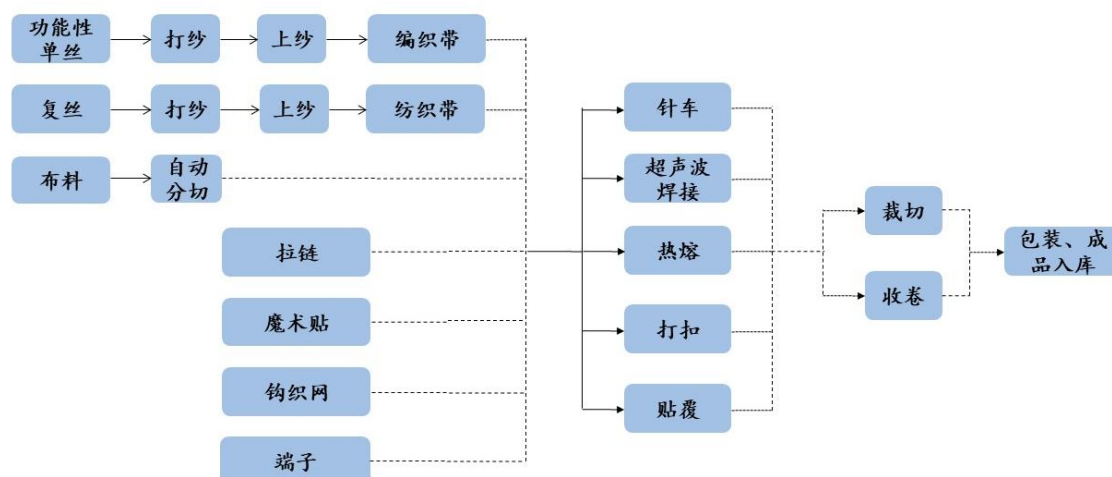 功能性
单丝
打纱
上纱
编织带
复丝
打纱
上纱
纺织带
布料
自动
分切
拉链
魔术贴
钩织网
端子
针车
超声波
焊接
热熔
打扣
贴覆
裁切
收卷
包装、成
品入库